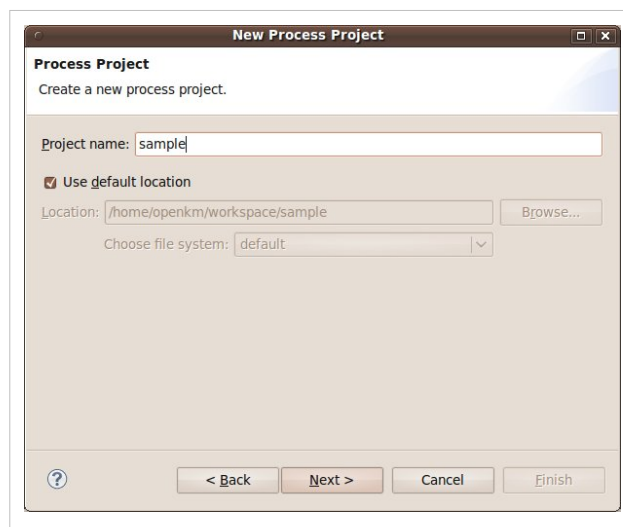 New Process Project
Process Project
Create a new process project.
Project name: sample
Use default location
Location: /home/openkm/workspace/sample Browse...
Choose file system: default
? < Back Next > Cancel Finish